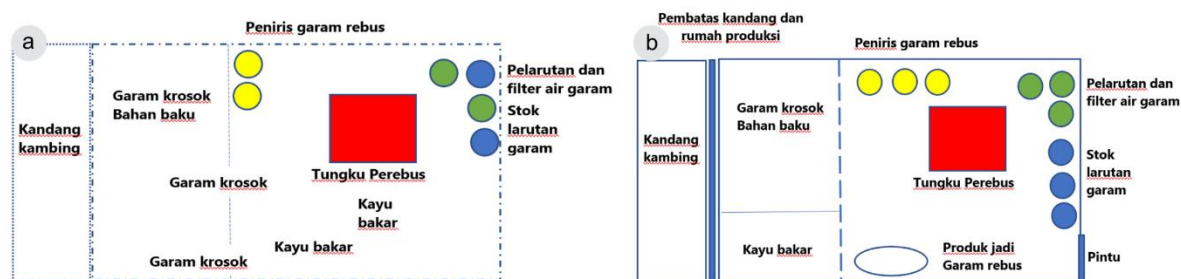 a
Peniris garam rebus
Kandang
kambing
Garam krosok
Bahan baku
Garam krosok
Garam krosok
Tungku Perebus
Kayu
bakar
Kayu bakar
Pelarutan dan
filter air garam
Stok
larutan
garam
b
Pembatas kandang dan
rumah produksi
Peniris garam rebus
Kandang
kambing
Garam krosok
Bahan baku
Kayu bakar
Tungku Perebus
Produk jadi
Garam rebus
Pelarutan dan
filter air garam
Stok
larutan
garam
Pintu